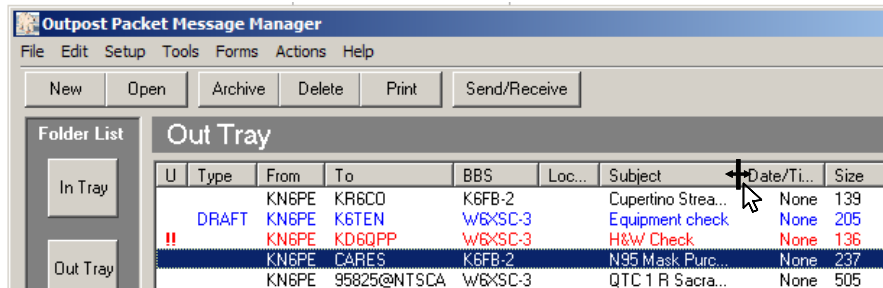 Outpost Packet Message Manager
File Edit Setup Tools Forms Actions Help
New Open Archive Delete Print Send/Receive
Folder List Out Tray
In Tray
Out Tray
U Type From To BBS Loc... Subject Date/Ti... Size
KN6PE KR6CO K6FB-2 Cupertino Strea... None 139
DRAFT KN6PE K6TEN W6XSC-3 Equipment check None 205
!! KN6PE KD6QPP W6XSC-3 H&W Check None 136
KN6PE CARES K6FB-2 N95 Mask Purc... None 237
KN6PE 95825@NTSCA W6XSC-3 QTC 1 R Sacra... None 505